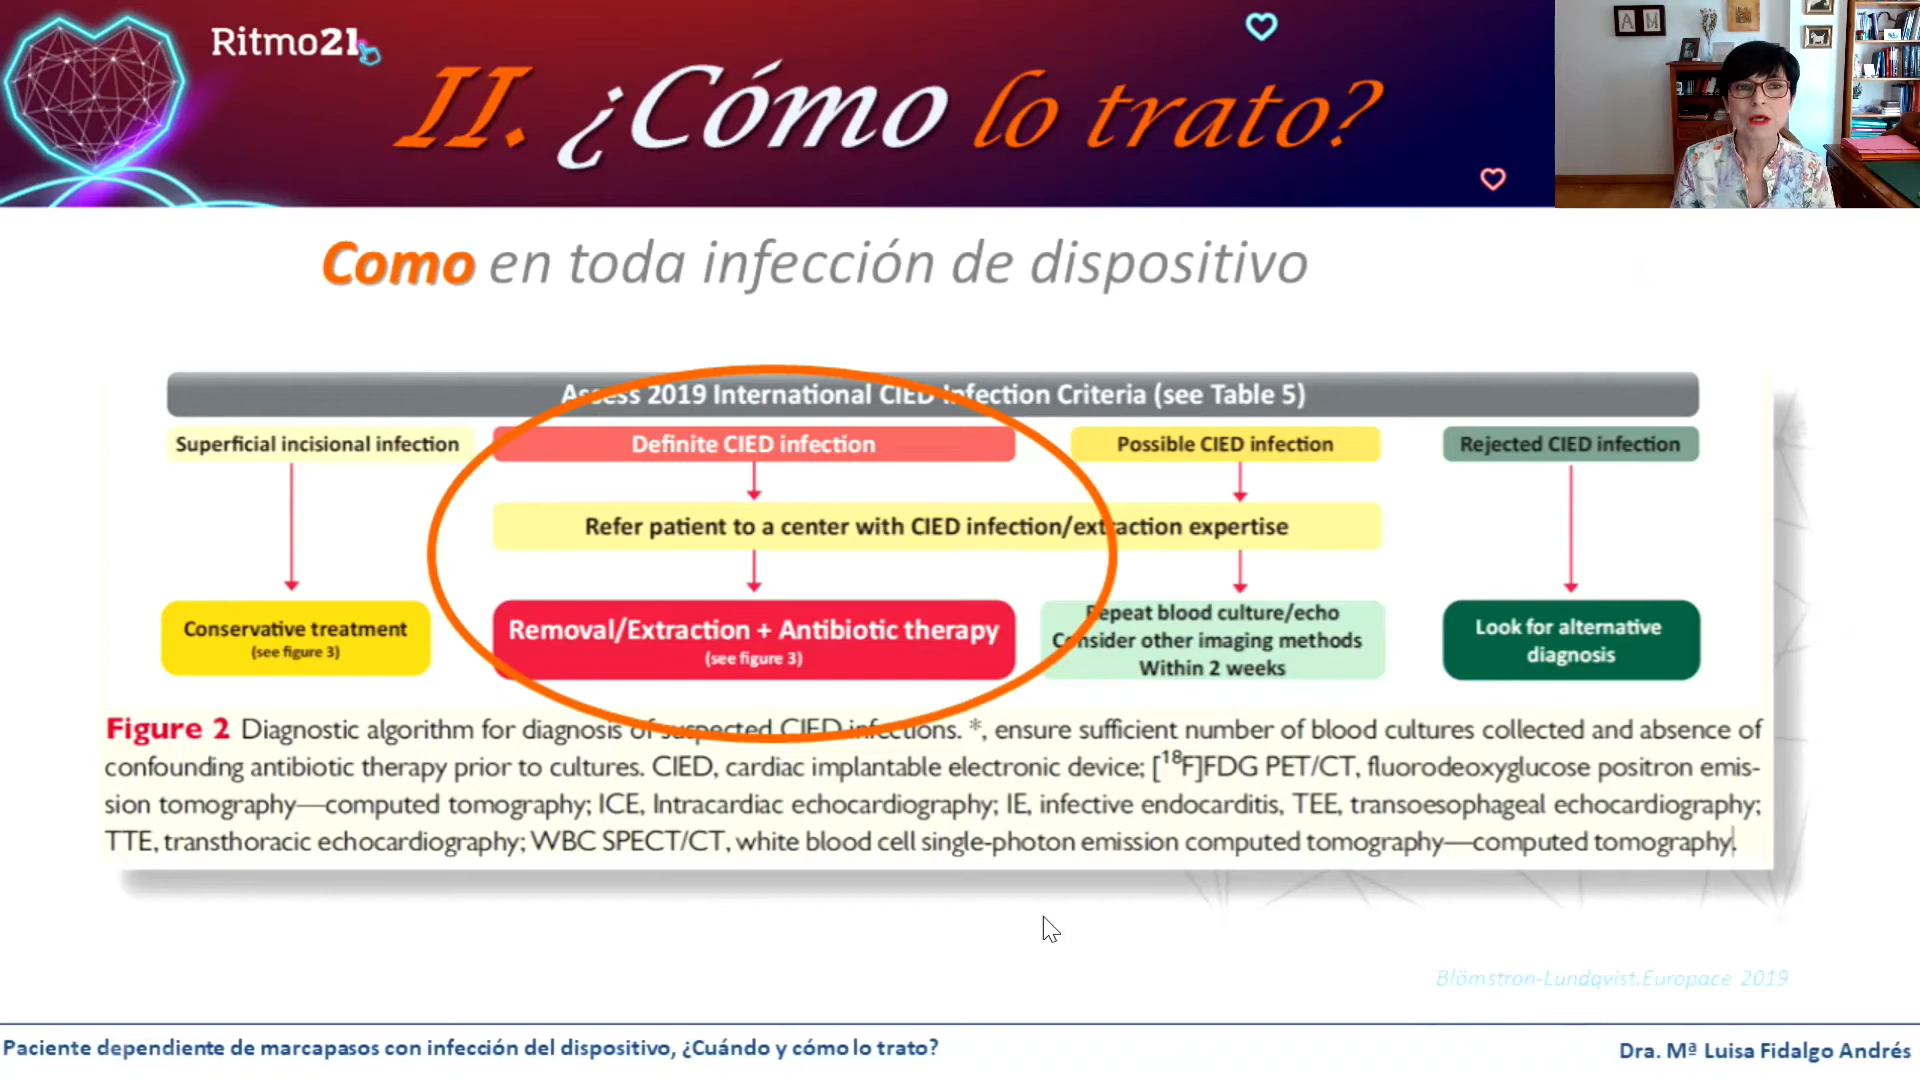 Ritmo21
II. ¿Cómo lo trato?
AM
Como en toda infección de dispositivo
Assess 2019 International CIED Infection Criteria (see Table 5)
Superficial incisional infection
Definite CIED infection
Possible CIED infection
Rejected CIED infection
Refer patient to a center with CIED infection/extraction expertise
Conservative treatment
(see figure 3)
Removal/Extraction + Antibiotic therapy
(see figure 3)
Repeat blood culture/echo
Consider other imaging methods
Within 2 weeks
Look for alternative
diagnosis
Figure 2 Diagnostic algorithm for diagnosis of suspected CIED infections. *, ensure sufficient number of blood cultures collected and absence of
confounding antibiotic therapy prior to cultures. CIED, cardiac implantable electronic device; [18F]FDG PET/CT, fluorodeoxyglucose positron emis-
sion tomography—computed tomography; ICE, Intracardiac echocardiography; IE, infective endocarditis, TEE, transoesophageal echocardiography;
TTE, transthoracic echocardiography; WBC SPECT/CT, white blood cell single-photon emission computed tomography—computed tomography.
Blömstron-Lundqvist.Europace 2019
Paciente dependiente de marcapasos con infección del dispositivo, ¿Cuándo y cómo lo trato?
Dra. Mª Luisa Fidalgo Andrés